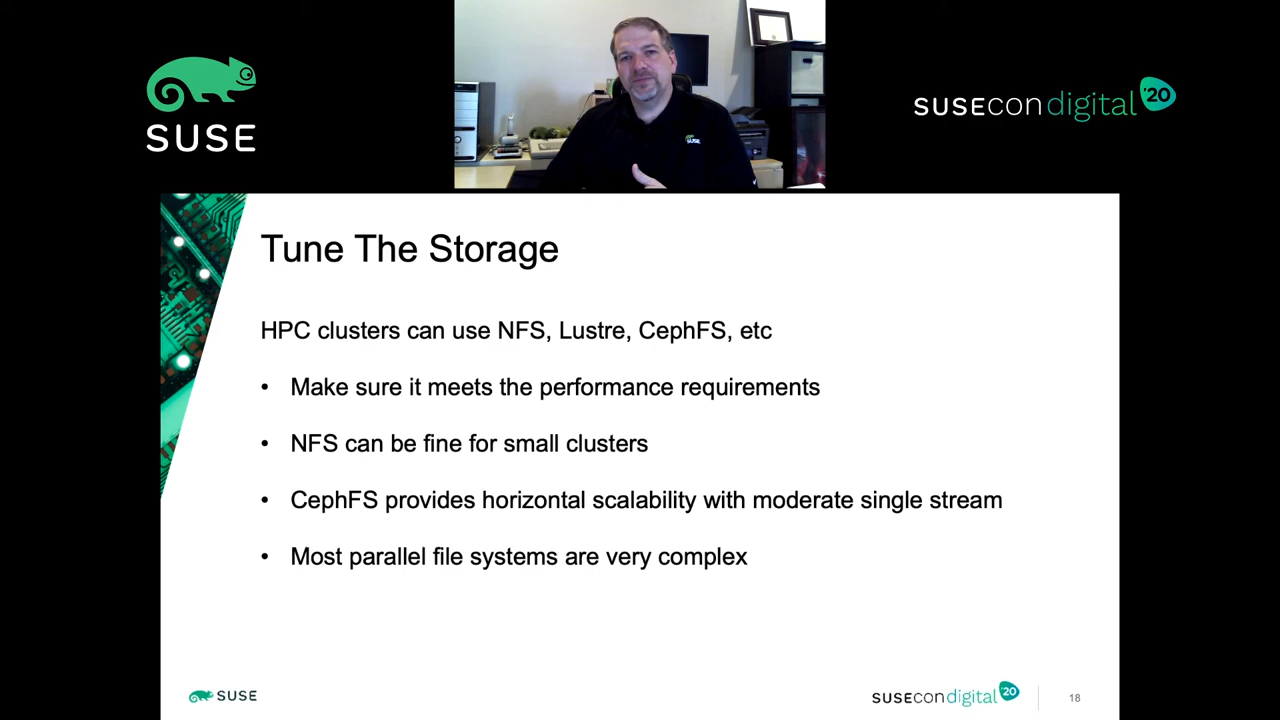 SUSE
SUSEcon digital '20
SUSE
Tune The Storage
HPC clusters can use NFS, Lustre, CephFS, etc
• Make sure it meets the performance requirements
• NFS can be fine for small clusters
• CephFS provides horizontal scalability with moderate single stream
• Most parallel file systems are very complex
SUSE
SUSEcon digital '20
18